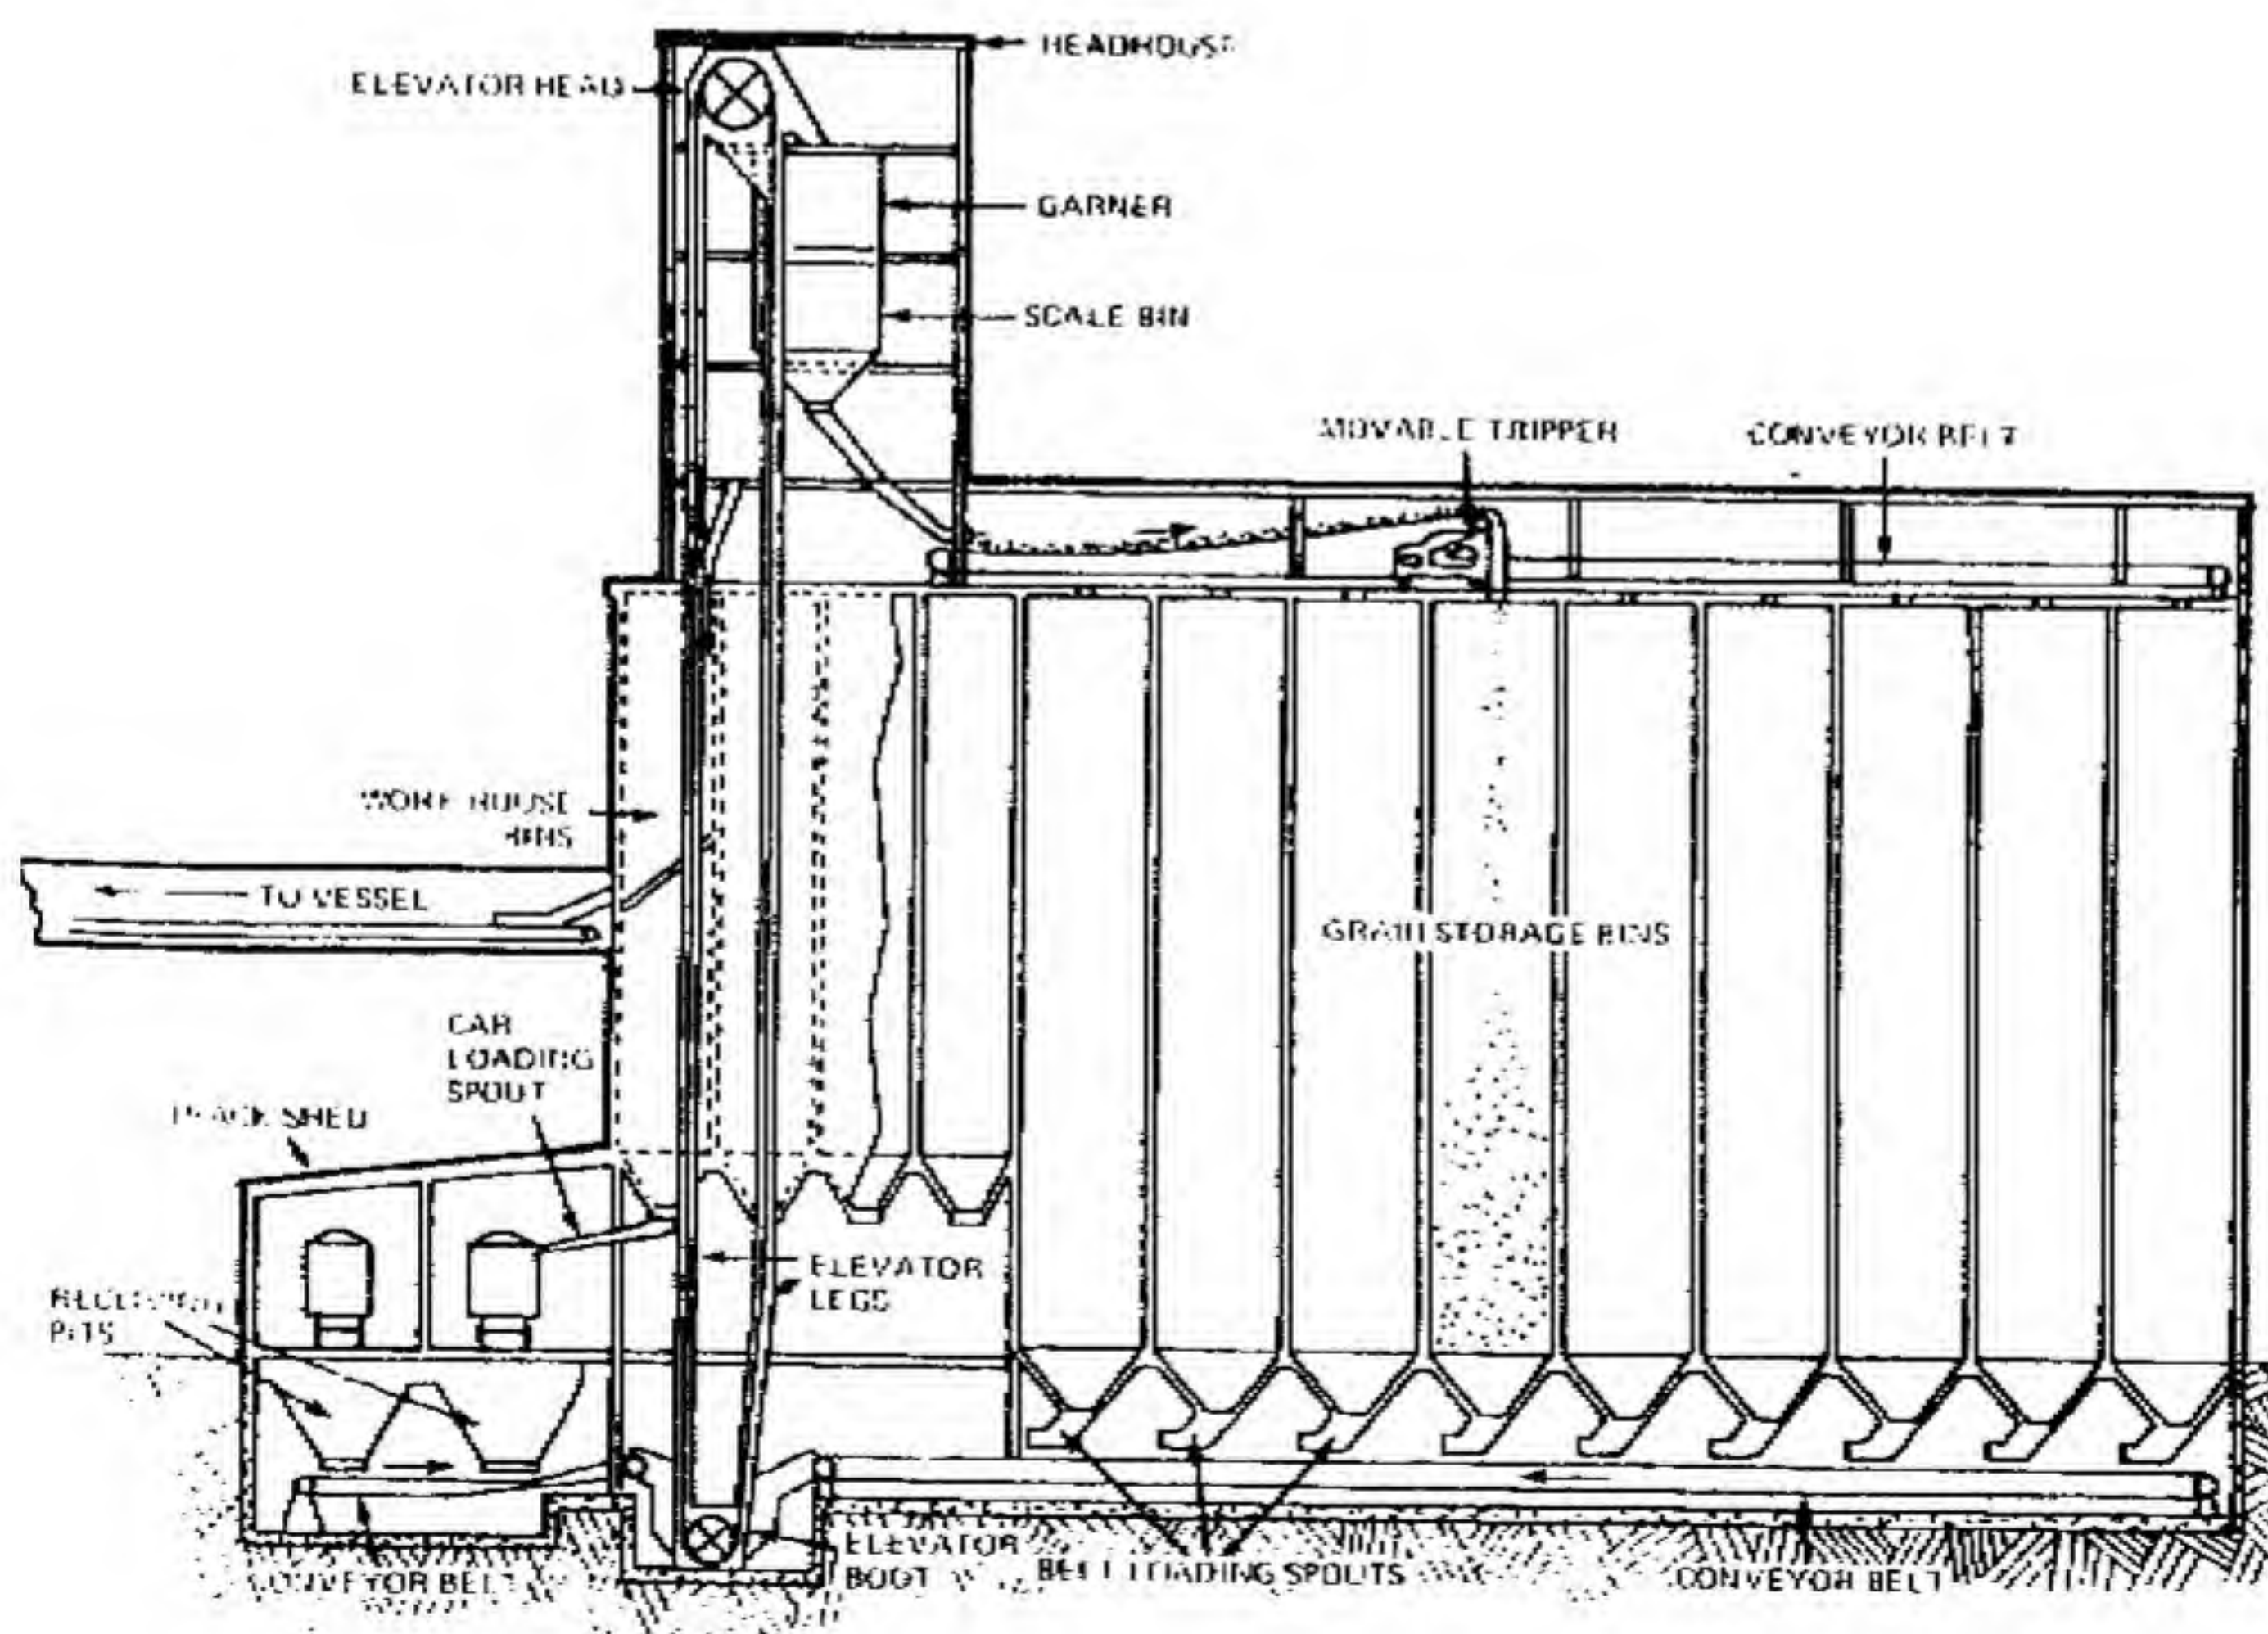 HEADHOUSE
ELEVATOR HEAD
GARNER
SCALE BIN
MOVABLE TRIPPER
CONVEYOR BELT
WORK HOUSE
BINS
TO VESSEL
GRAIN STORAGE BINS
CAR
LOADING
SPOUT
TRACK SHED
ELEVATOR
LEGS
RECEIVING
PITS
ELEVATOR
BOOT
BELT LOADING SPOUTS
CONVEYOR BELT
CONVEYOR BELT